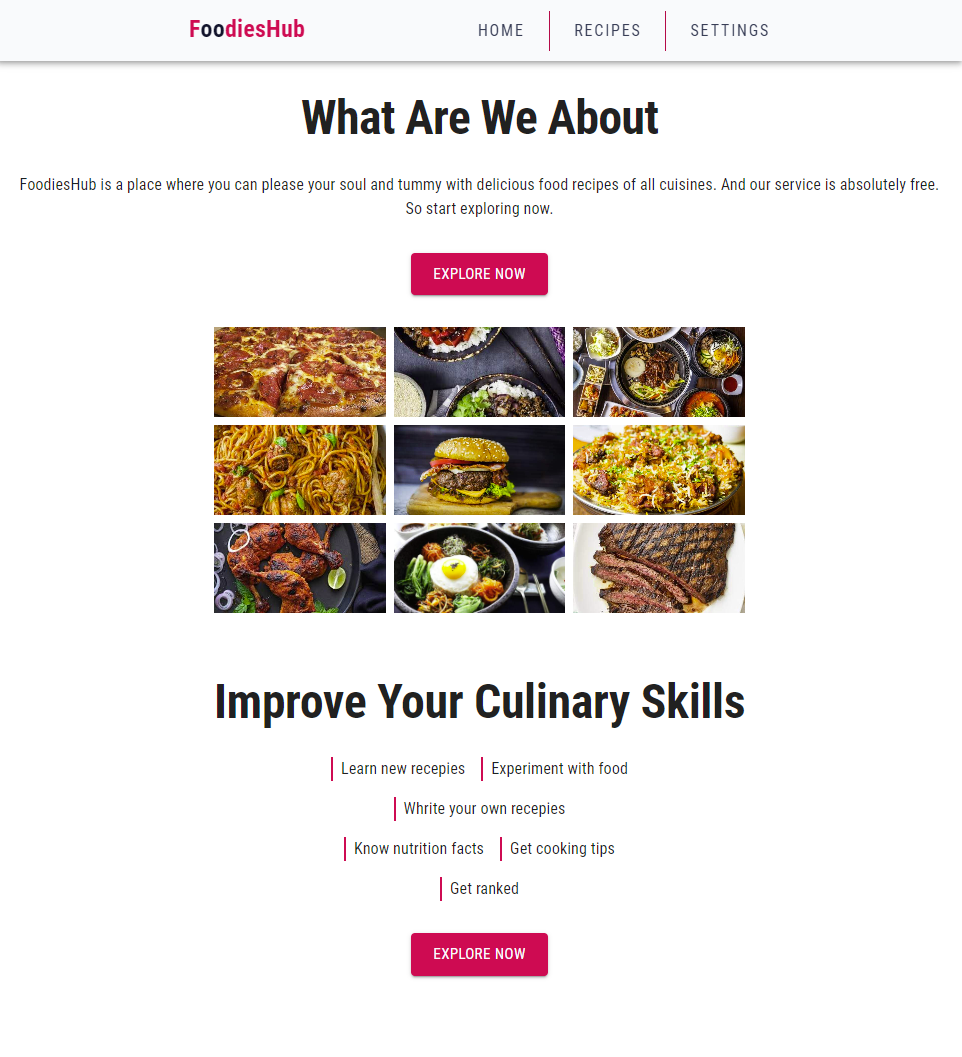 FoodiesHub
HOME
RECIPES
SETTINGS
What Are We About
FoodiesHub is a place where you can please your soul and tummy with delicious food recipes of all cuisines. And our service is absolutely free.
So start exploring now.
EXPLORE NOW
Improve Your Culinary Skills
Learn new recepies
Experiment with food
Whrite your own recepies
Know nutrition facts
Get cooking tips
Get ranked
EXPLORE NOW